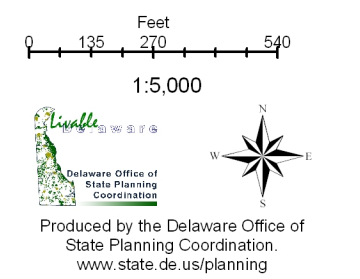 Feet
0 135 270 540
1:5,000
Livable
Delaware
Delaware Office of
State Planning
Coordination
N
W E
S
Produced by the Delaware Office of
State Planning Coordination.
www.state.de.us/planning